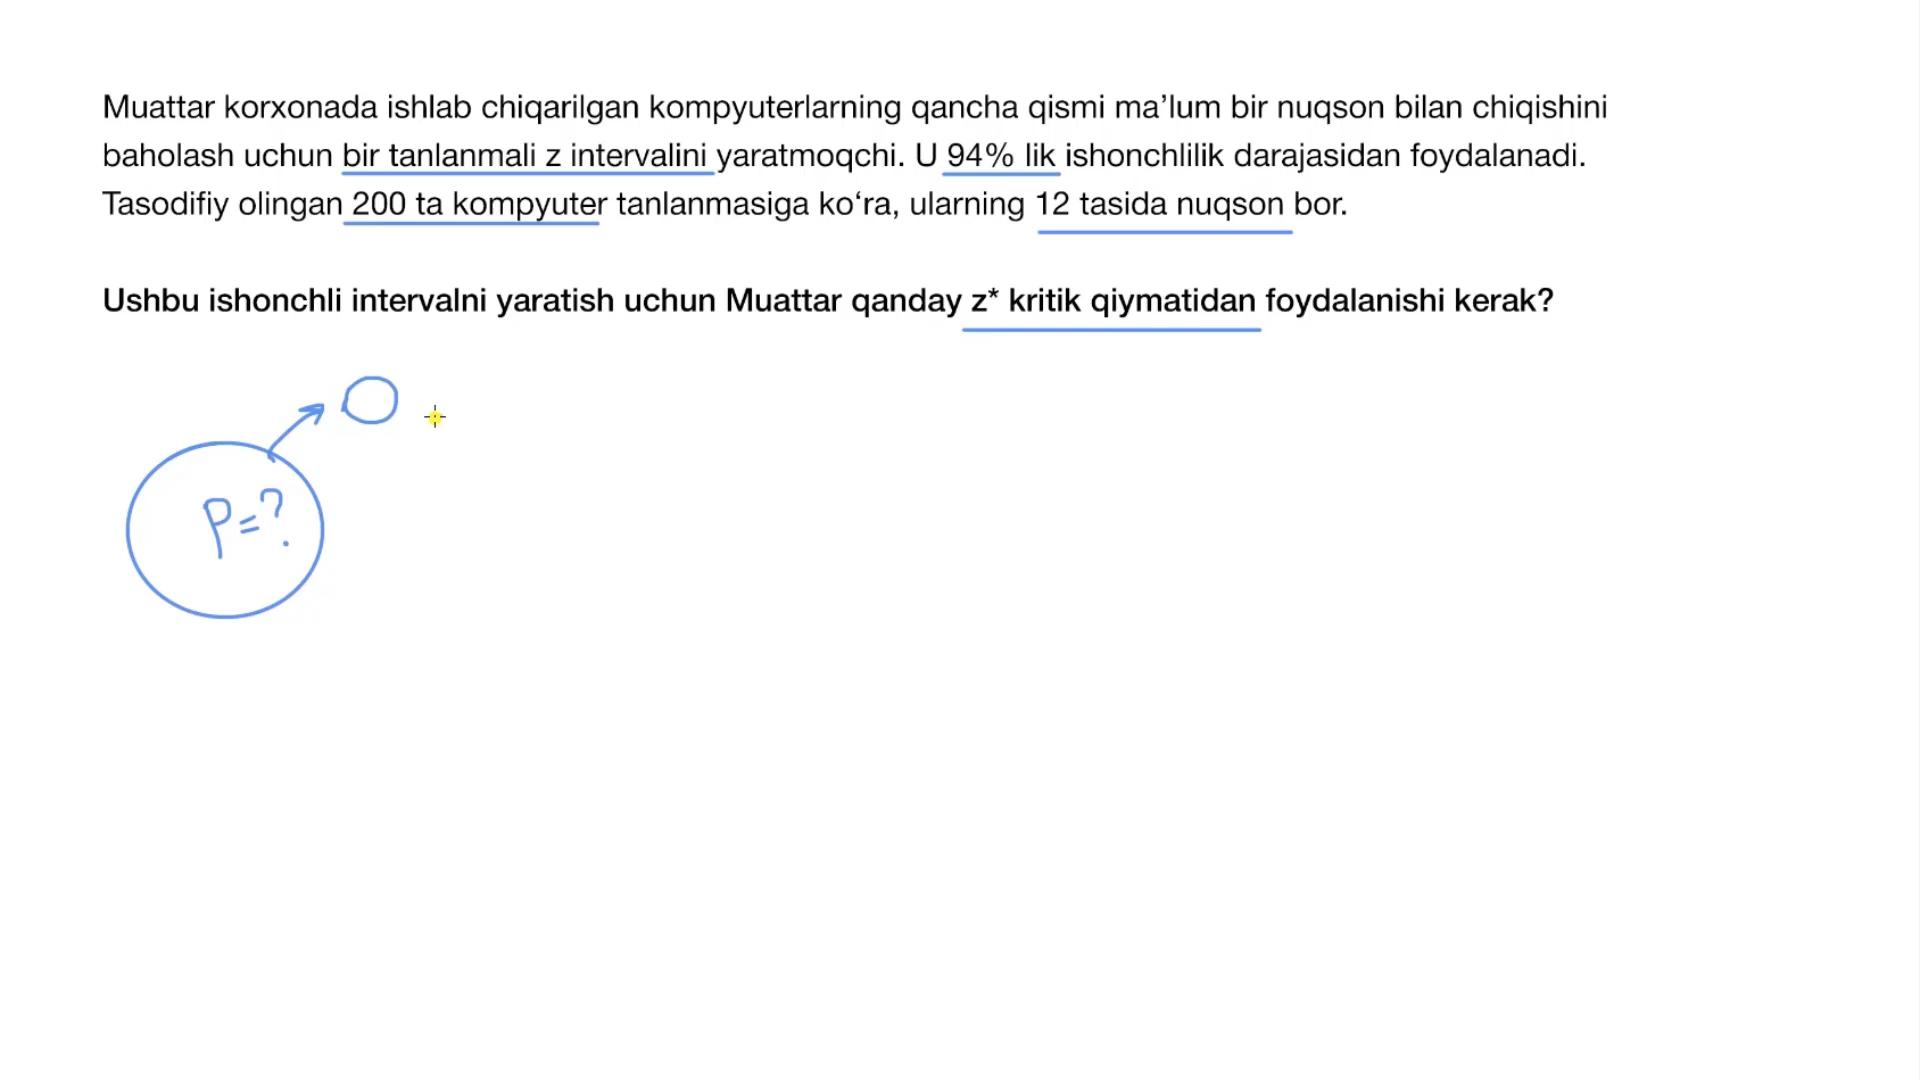 Muattar korxonada ishlab chiqarilgan kompyuterlarning qancha qismi ma’lum bir nuqson bilan chiqishini
baholash uchun bir tanlanmali z intervalini yaratmoqchi. U 94% lik ishonchlilik darajasidan foydalanadi.
Tasodifiy olingan 200 ta kompyuter tanlanmasiga ko‘ra, ularning 12 tasida nuqson bor.
Ushbu ishonchli intervalni yaratish uchun Muattar qanday z* kritik qiymatidan foydalanishi kerak?
P=?